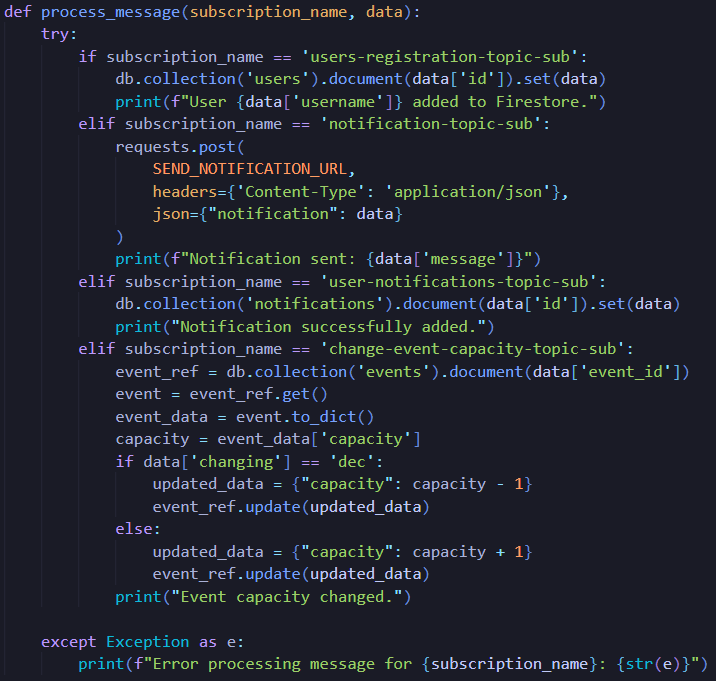 def process_message(subscription_name, data):
    try:
        if subscription_name == 'users-registration-topic-sub':
            db.collection('users').document(data['id']).set(data)
            print(f"User {data['username']} added to Firestore.")
        elif subscription_name == 'notification-topic-sub':
            requests.post(
                SEND_NOTIFICATION_URL,
                headers={'Content-Type': 'application/json'},
                json={"notification": data}
            )
            print(f"Notification sent: {data['message']}")
        elif subscription_name == 'user-notifications-topic-sub':
            db.collection('notifications').document(data['id']).set(data)
            print("Notification successfully added.")
        elif subscription_name == 'change-event-capacity-topic-sub':
            event_ref = db.collection('events').document(data['event_id'])
            event = event_ref.get()
            event_data = event.to_dict()
            capacity = event_data['capacity']
            if data['changing'] == 'dec':
                updated_data = {"capacity": capacity - 1}
                event_ref.update(updated_data)
            else:
                updated_data = {"capacity": capacity + 1}
                event_ref.update(updated_data)
            print("Event capacity changed.")

    except Exception as e:
        print(f"Error processing message for {subscription_name}: {str(e)}")